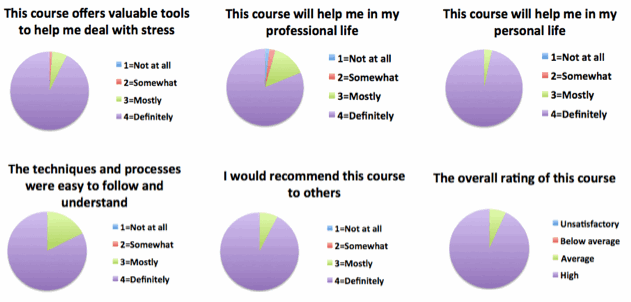 This course offers valuable tools
to help me deal with stress
1=Not at all
2=Somewhat
3=Mostly
4=Definitely
This course will help me in my
professional life
1=Not at all
2=Somewhat
3=Mostly
4=Definitely
This course will help me in my
personal life
1=Not at all
2=Somewhat
3=Mostly
4=Definitely
The techniques and processes
were easy to follow and
understand
1=Not at all
2=Somewhat
3=Mostly
4=Definitely
I would recommend this course
to others
1=Not at all
2=Somewhat
3=Mostly
4=Definitely
The overall rating of this course
Unsatisfactory
Below average
Average
High